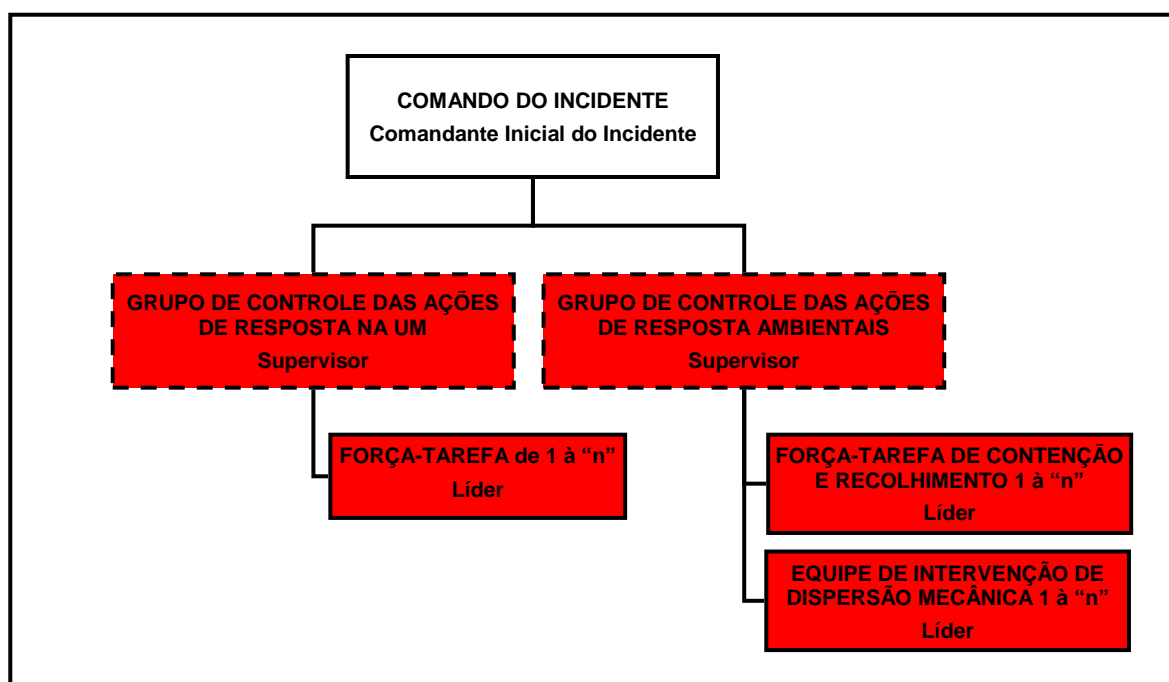 COMANDO DO INCIDENTE
Comandante Inicial do Incidente
GRUPO DE CONTROLE DAS AÇÕES
DE RESPOSTA NA UM
Supervisor
GRUPO DE CONTROLE DAS AÇÕES
DE RESPOSTA AMBIENTAIS
Supervisor
FORÇA-TAREFA de 1 à “n”
Líder
FORÇA-TAREFA DE CONTENÇÃO
E RECOLHIMENTO 1 à “n”
Líder
EQUIPE DE INTERVENÇÃO DE
DISPERSÃO MECÂNICA 1 à “n”
Líder